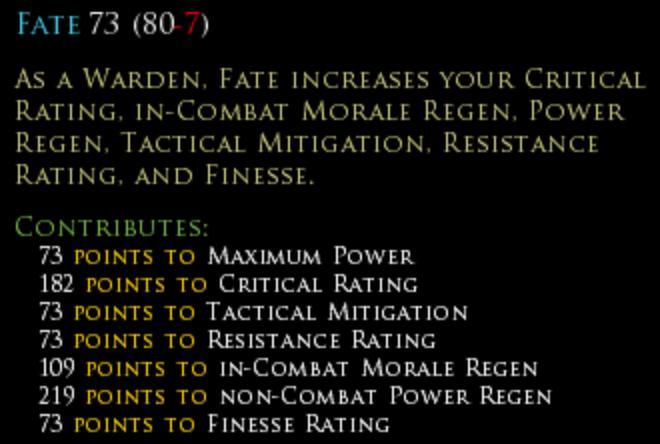 Fate 73 (80-7)
As a Warden, Fate increases your Critical
Rating, in-Combat Morale Regen, Power
Regen, Tactical Mitigation, Resistance
Rating, and Finesse.
Contributes:
73 points to Maximum Power
182 points to Critical Rating
73 points to Tactical Mitigation
73 points to Resistance Rating
109 points to in-Combat Morale Regen
219 points to non-Combat Power Regen
73 points to Finesse Rating